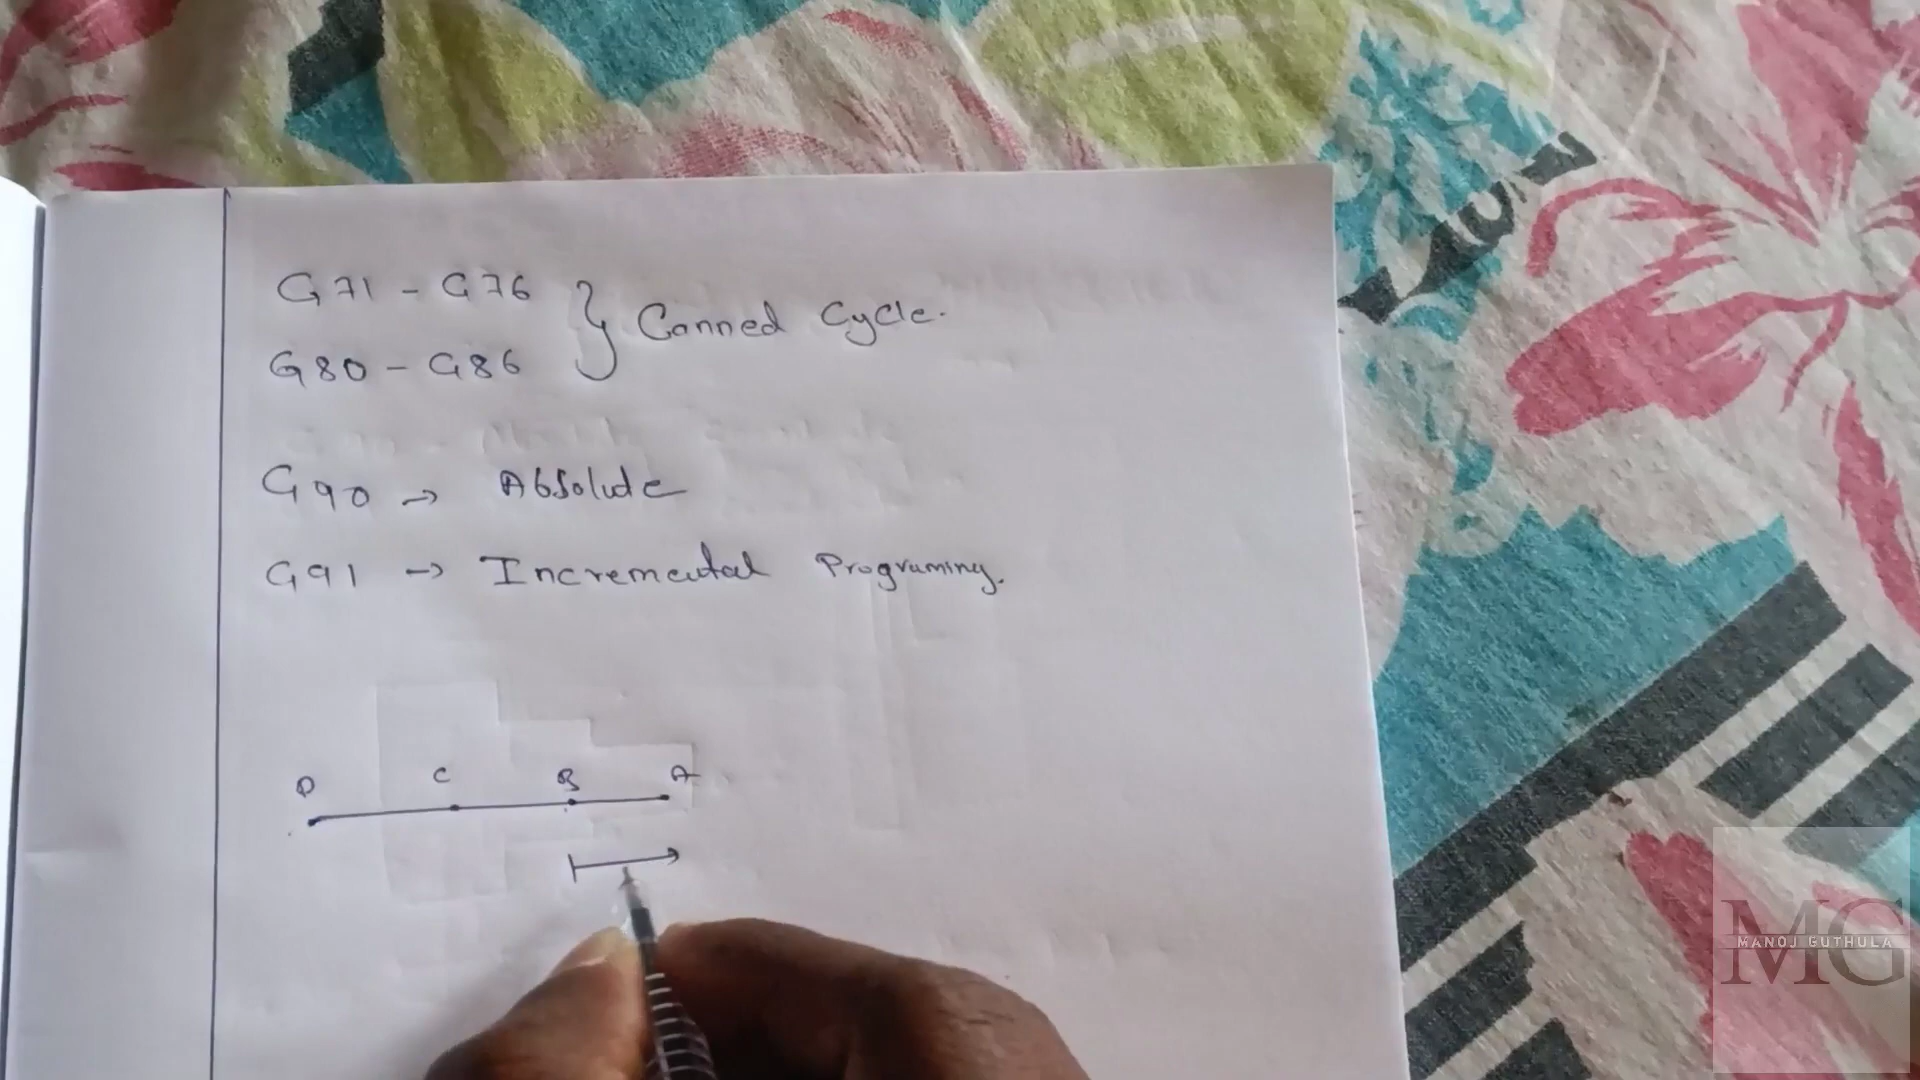 G71 - G76
} Canned Cycle.
G80 - G86
G90 → Absolute
G91 → Incremental Programing.
D C B A
MG
MANOJ GUTHULA